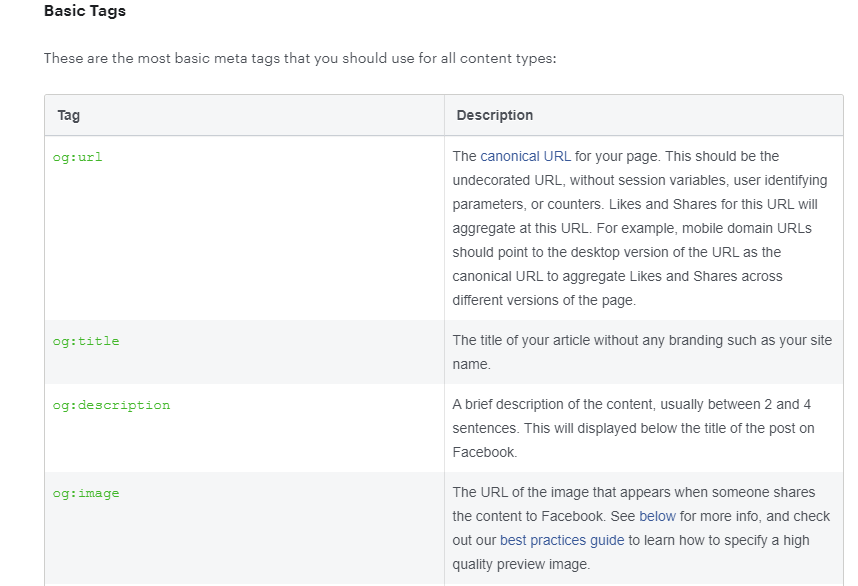 Basic Tags
These are the most basic meta tags that you should use for all content types:
Tag
Description
og:url
The canonical URL for your page. This should be the
undecorated URL, without session variables, user identifying
parameters, or counters. Likes and Shares for this URL will
aggregate at this URL. For example, mobile domain URLs
should point to the desktop version of the URL as the
canonical URL to aggregate Likes and Shares across
different versions of the page.
og:title
The title of your article without any branding such as your site
name.
og:description
A brief description of the content, usually between 2 and 4
sentences. This will displayed below the title of the post on
Facebook.
og:image
The URL of the image that appears when someone shares
the content to Facebook. See below for more info, and check
out our best practices guide to learn how to specify a high
quality preview image.